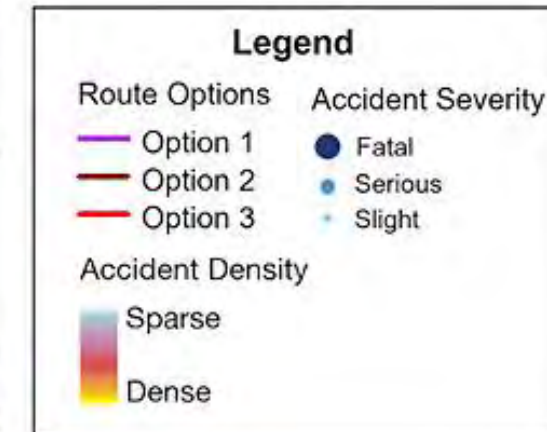 Legend
Route Options
Option 1
Option 2
Option 3
Accident Severity
Fatal
Serious
Slight
Accident Density
Sparse
Dense